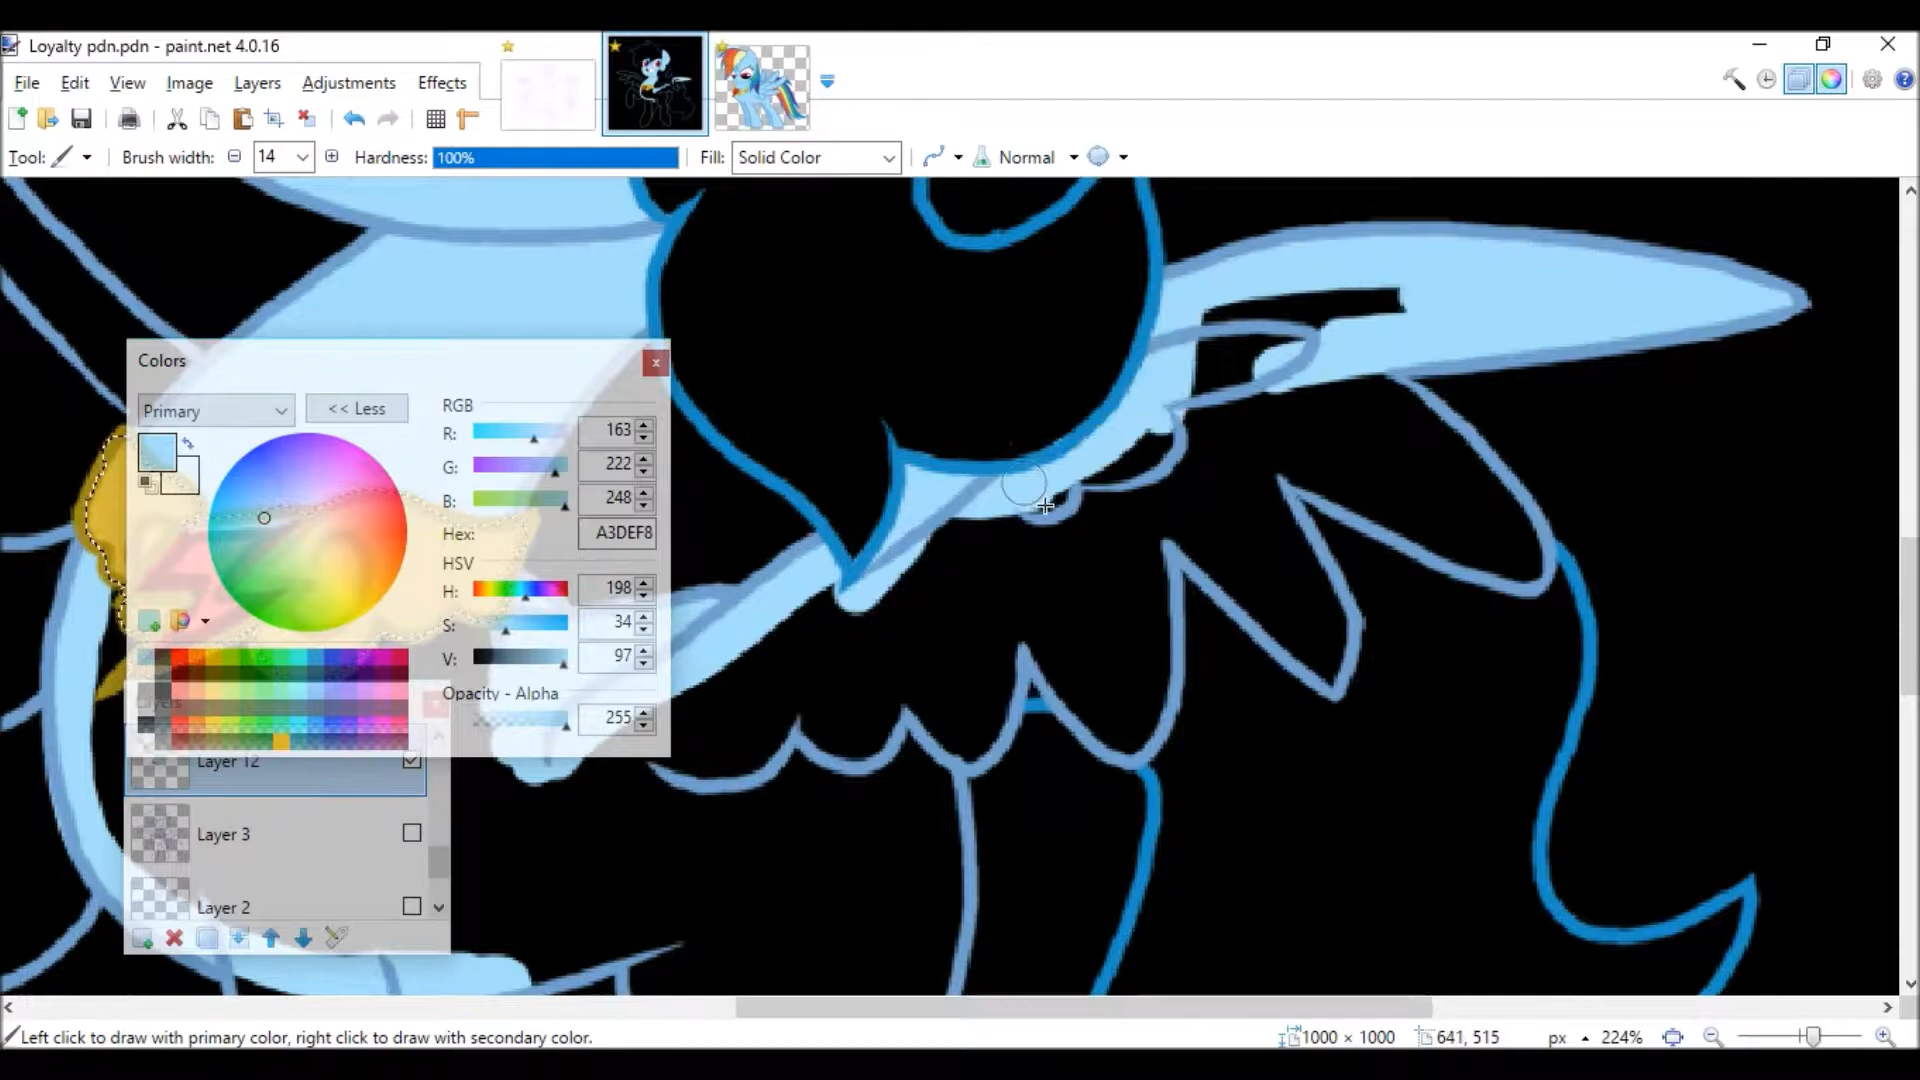 Loyalty pdn.pdn - paint.net 4.0.16
File Edit View Image Layers Adjustments Effects
Tool: Brush width: 14 Hardness: 100% Fill: Solid Color Normal
Colors
Primary << Less
RGB
R: 163
G: 222
B: 248
Hex: A3DEF8
HSV
H: 198
S: 34
V: 97
Opacity - Alpha
255
Layers
Layer 12
Layer 3
Layer 2
Left click to draw with primary color, right click to draw with secondary color. 1000 × 1000 641, 515 px 224%